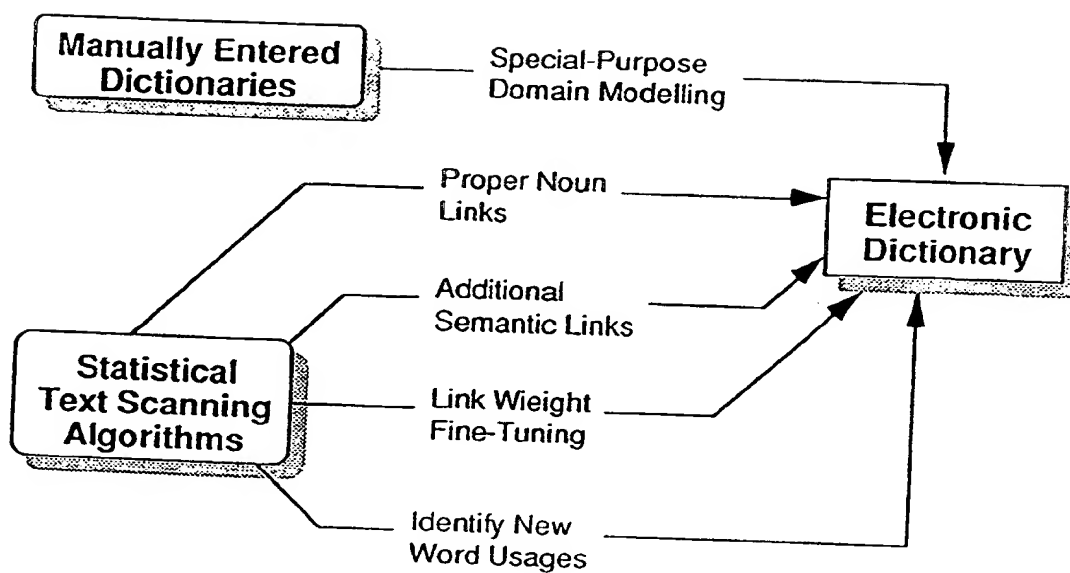 Manually Entered
Dictionaries
Special-Purpose
Domain Modelling
Proper Noun
Links
Electronic
Dictionary
Additional
Semantic Links
Statistical
Text Scanning
Algorithms
Link Wieight
Fine-Tuning
Identify New
Word Usages